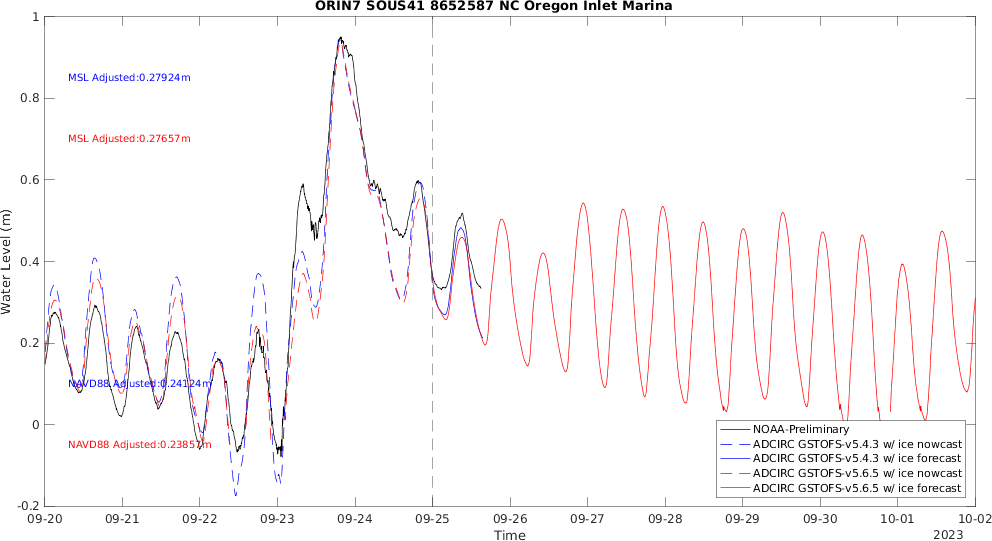 ORIN7 SOUS41 8652587 NC Oregon Inlet Marina
Water Level (m)
1
0.8
0.6
0.4
0.2
0
-0.2
MSL Adjusted:0.27924m
MSL Adjusted:0.27657m
NAVD88 Adjusted:0.24124m
NAVD88 Adjusted:0.23857m
NOAA-Preliminary
ADCIRC GSTOFS-v5.4.3 w/ ice nowcast
ADCIRC GSTOFS-v5.4.3 w/ ice forecast
ADCIRC GSTOFS-v5.6.5 w/ ice nowcast
ADCIRC GSTOFS-v5.6.5 w/ ice forecast
09-20 09-21 09-22 09-23 09-24 09-25 09-26 09-27 09-28 09-29 09-30 10-01 10-02
2023
Time